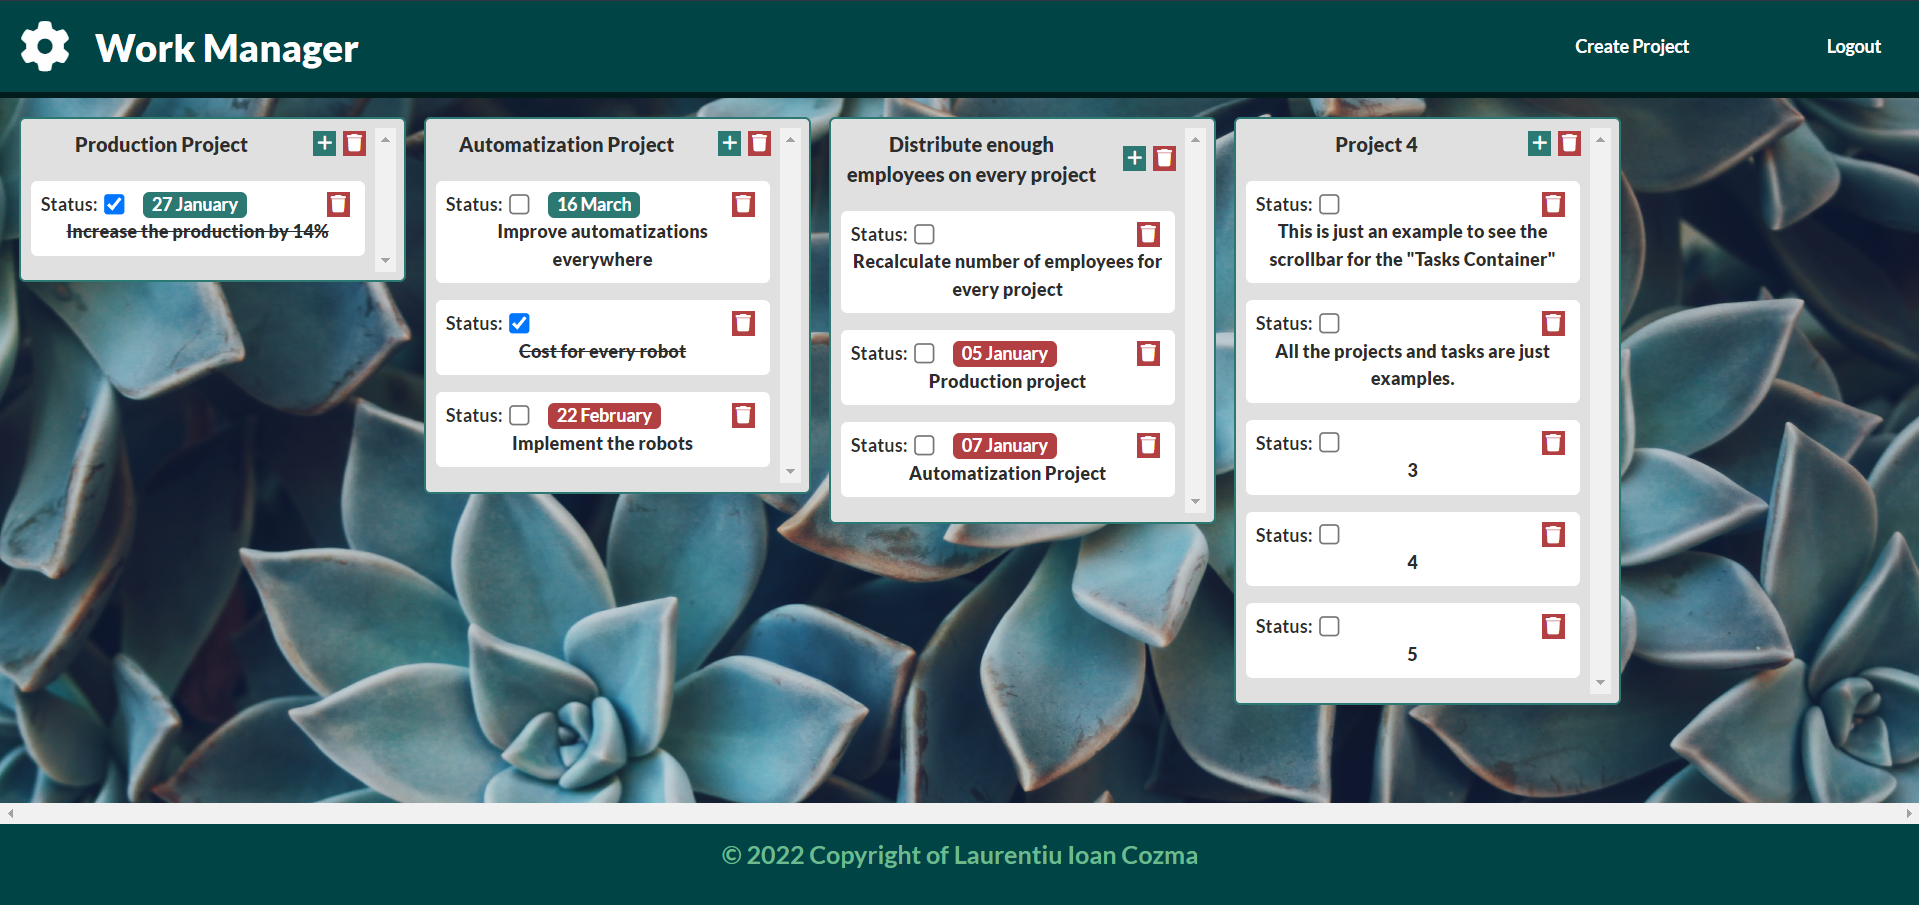 Work Manager
Create Project
Logout
Production Project
Status:
27 January
Increase the production by 14%
Automatization Project
Status:
16 March
Improve automatizations
everywhere
Status:
Cost for every robot
Status:
22 February
Implement the robots
Distribute enough
employees on every project
Status:
Recalculate number of employees for
every project
Status:
05 January
Production project
Status:
07 January
Automatization Project
Project 4
Status:
This is just an example to see the
scrollbar for the "Tasks Container"
Status:
All the projects and tasks are just
examples.
Status:
3
Status:
4
Status:
5
© 2022 Copyright of Laurentiu Ioan Cozma